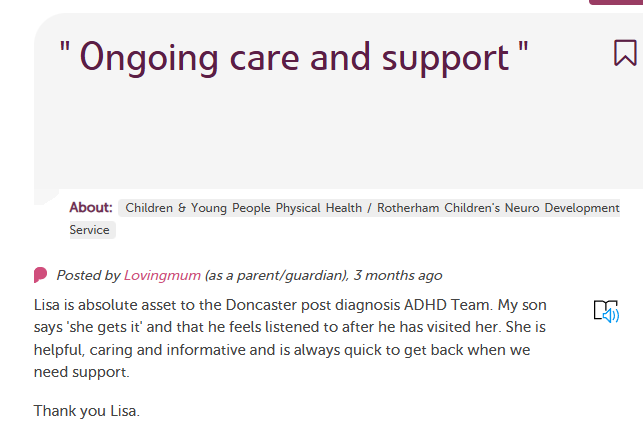 " Ongoing care and support "
About: Children & Young People Physical Health / Rotherham Children's Neuro Development
Service
Posted by Lovingmum (as a parent/guardian), 3 months ago
Lisa is absolute asset to the Doncaster post diagnosis ADHD Team. My son
says 'she gets it' and that he feels listened to after he has visited her. She is
helpful, caring and informative and is always quick to get back when we
need support.
Thank you Lisa.